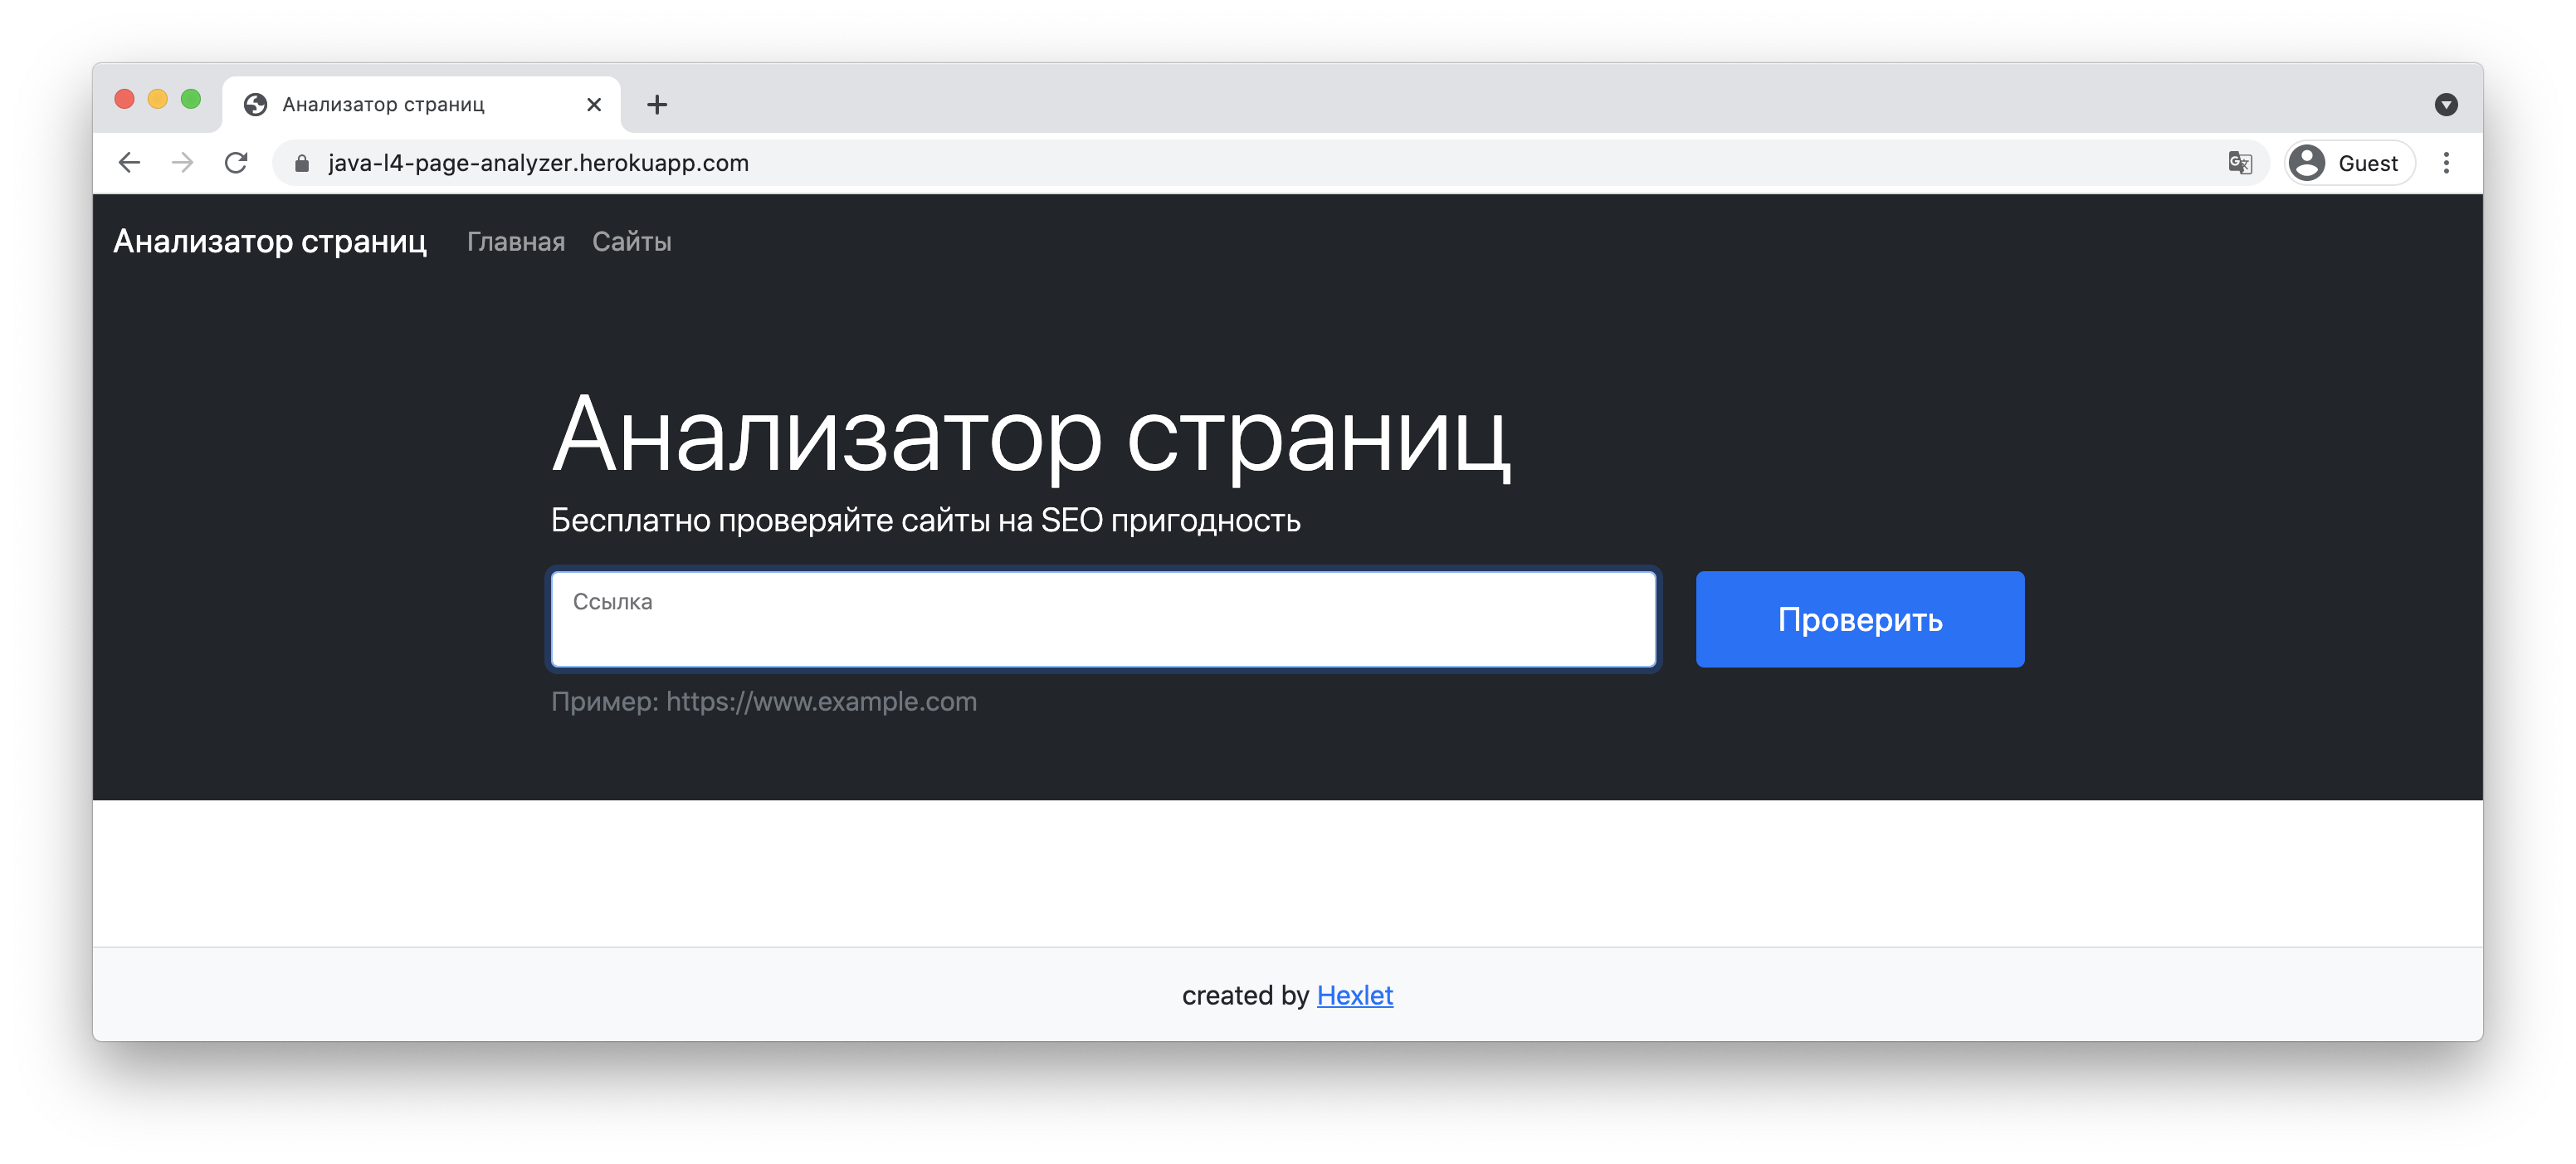 Анализатор страниц
java-l4-page-analyzer.herokuapp.com
Guest
Анализатор страниц Главная Сайты
Анализатор страниц
Бесплатно проверяйте сайты на SEO пригодность
Ссылка
Проверить
Пример: https://www.example.com
created by Hexlet